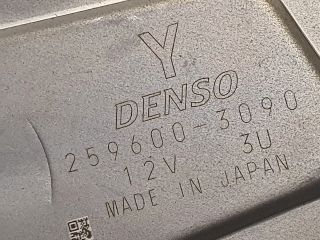 Y
DENSO
259600-3090
12V 3U
MADE IN JAPAN